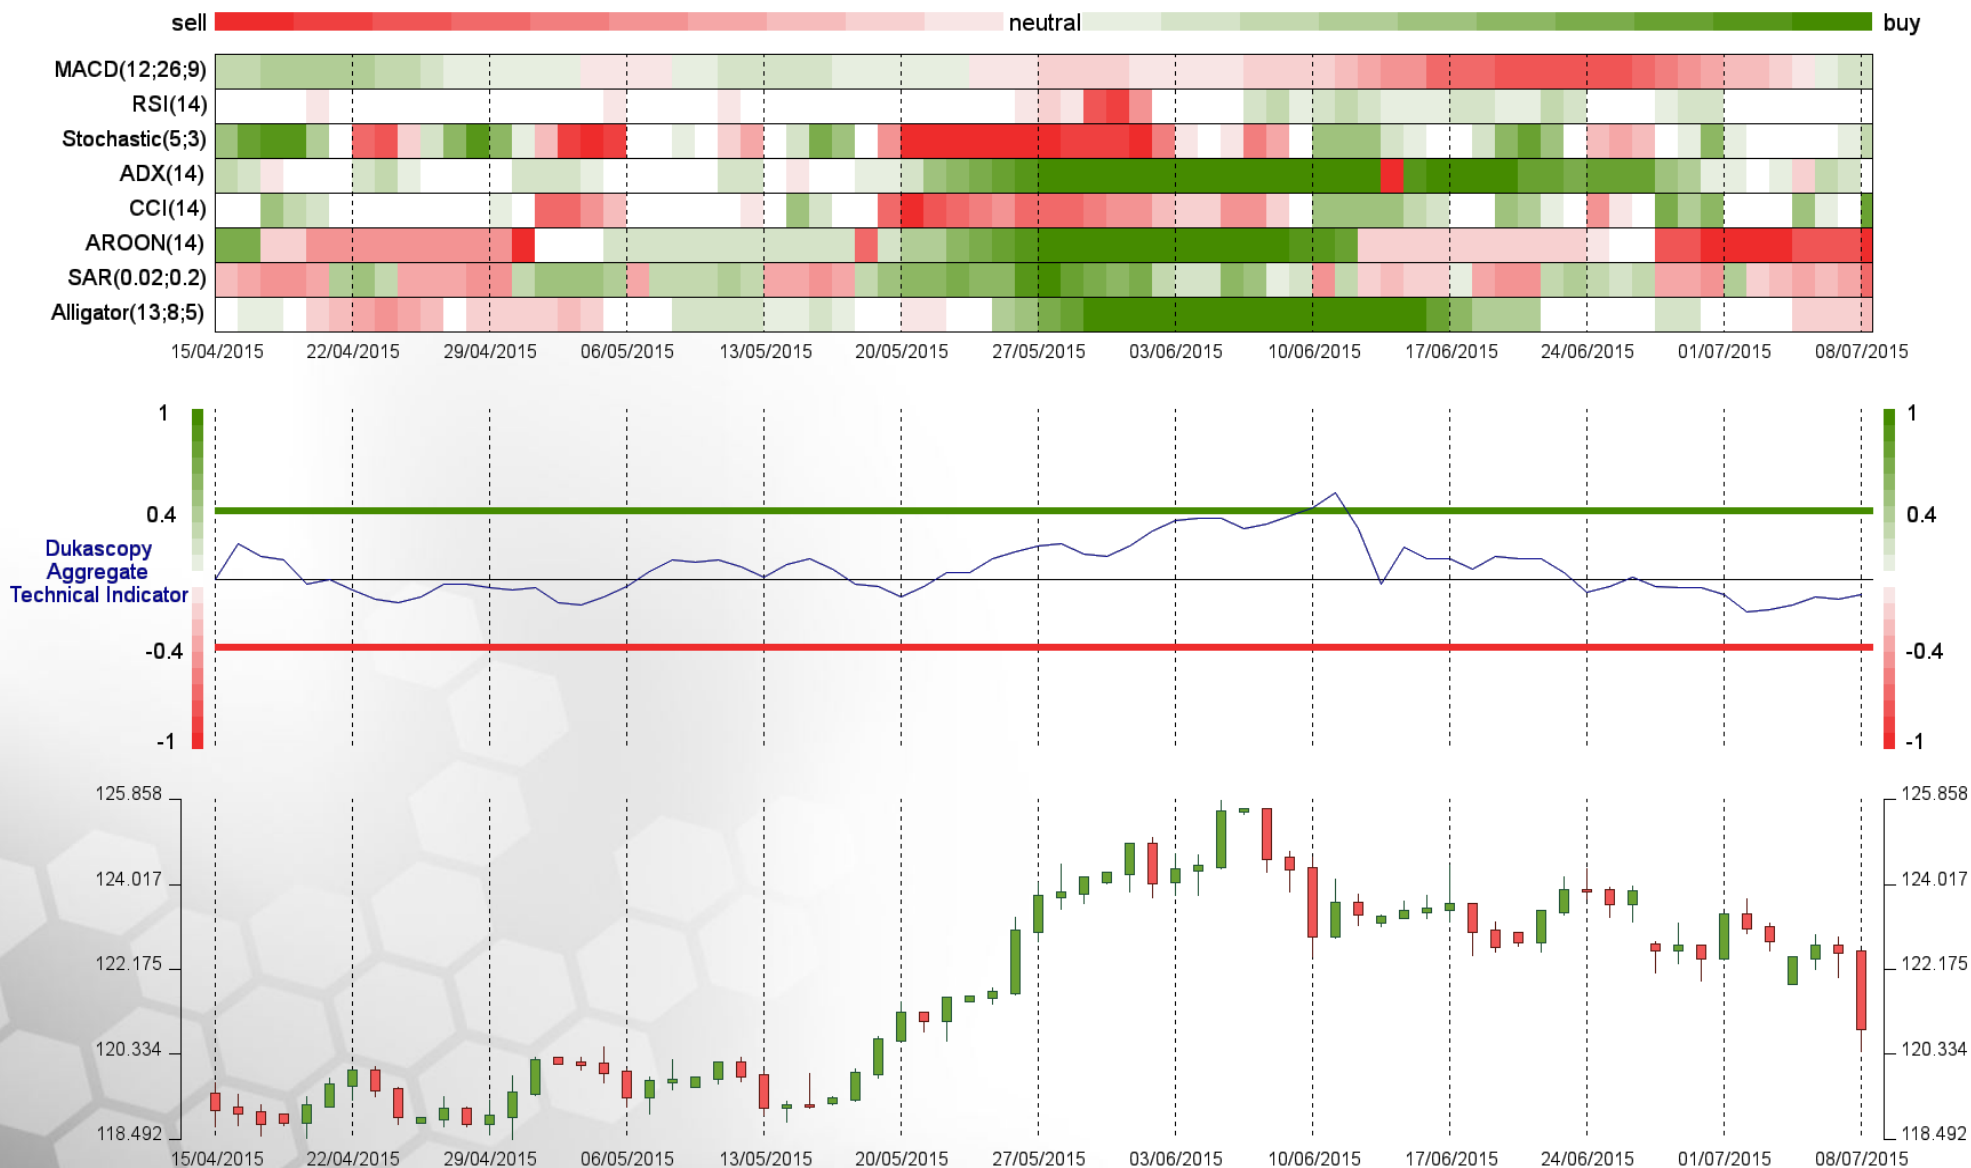 sell neutral buy
MACD(12;26;9)
RSI(14)
Stochastic(5;3)
ADX(14)
CCI(14)
AROON(14)
SAR(0.02;0.2)
Alligator(13;8;5)
15/04/2015 22/04/2015 29/04/2015 06/05/2015 13/05/2015 20/05/2015 27/05/2015 03/06/2015 10/06/2015 17/06/2015 24/06/2015 01/07/2015 08/07/2015
1 1
0.4 0.4
Dukascopy
Aggregate
Technical Indicator
-0.4 -0.4
-1 -1
125.858 125.858
124.017 124.017
122.175 122.175
120.334 120.334
118.492 118.492
15/04/2015 22/04/2015 29/04/2015 06/05/2015 13/05/2015 20/05/2015 27/05/2015 03/06/2015 10/06/2015 17/06/2015 24/06/2015 01/07/2015 08/07/2015